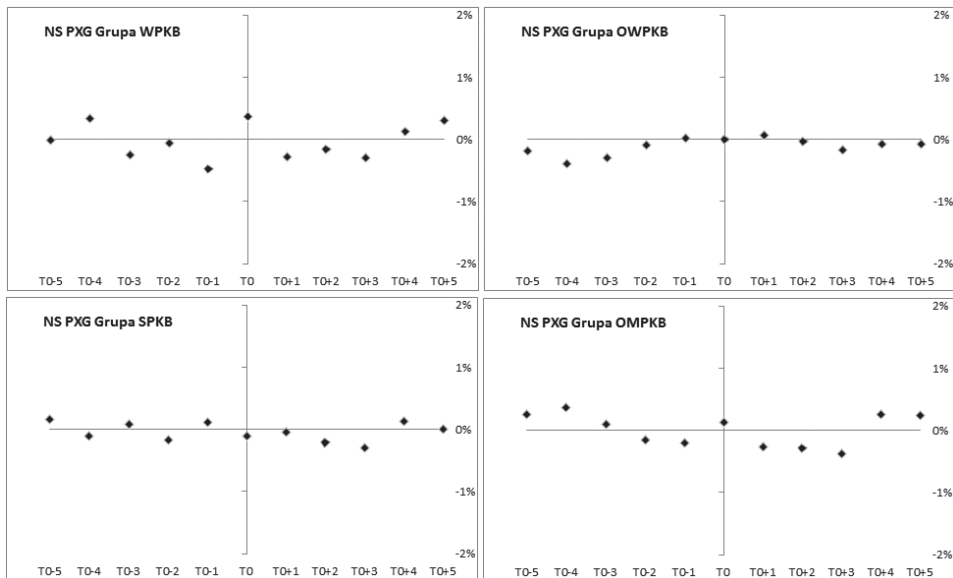 NS PXG Grupa WPKB
2%
1%
0%
-1%
-2%
T0-5 T0-4 T0-3 T0-2 T0-1 T0 T0+1 T0+2 T0+3 T0+4 T0+5
NS PXG Grupa OWPKB
2%
1%
0%
-1%
-2%
T0-5 T0-4 T0-3 T0-2 T0-1 T0 T0+1 T0+2 T0+3 T0+4 T0+5
NS PXG Grupa SPKB
2%
1%
0%
-1%
-2%
T0-5 T0-4 T0-3 T0-2 T0-1 T0 T0+1 T0+2 T0+3 T0+4 T0+5
NS PXG Grupa OMPKB
2%
1%
0%
-1%
-2%
T0-5 T0-4 T0-3 T0-2 T0-1 T0 T0+1 T0+2 T0+3 T0+4 T0+5